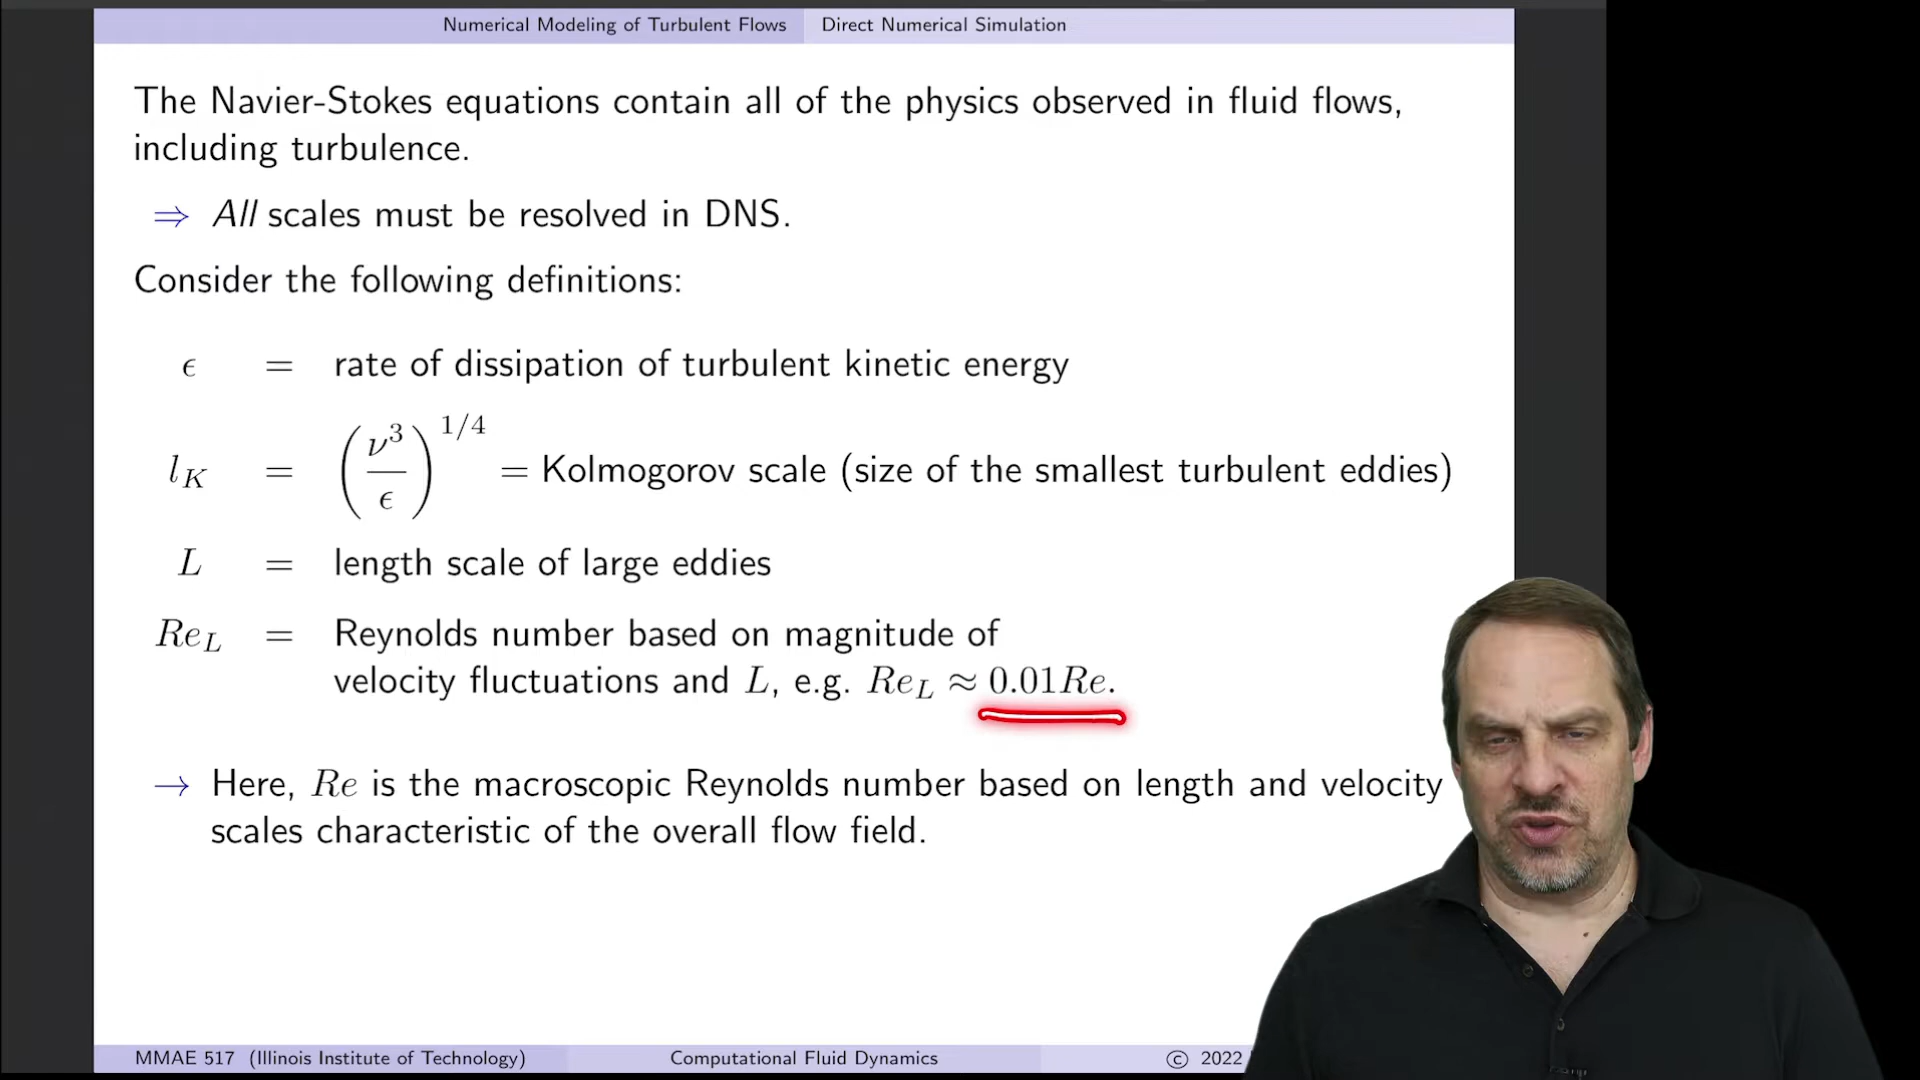 Numerical Modeling of Turbulent Flows Direct Numerical Simulation
The Navier-Stokes equations contain all of the physics observed in fluid flows,
including turbulence.
⇒ All scales must be resolved in DNS.
Consider the following definitions:
ϵ = rate of dissipation of turbulent kinetic energy
l_K = (ν³/ϵ)^{1/4} = Kolmogorov scale (size of the smallest turbulent eddies)
L = length scale of large eddies
Re_L = Reynolds number based on magnitude of
velocity fluctuations and L, e.g. Re_L ≈ 0.01Re.
→ Here, Re is the macroscopic Reynolds number based on length and velocity
scales characteristic of the overall flow field.
MMAE 517 (Illinois Institute of Technology) Computational Fluid Dynamics © 2022